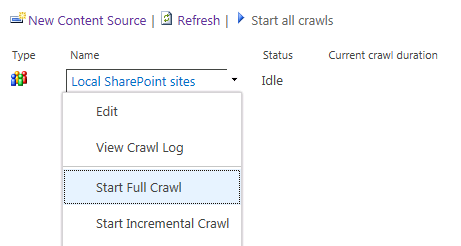 New Content Source | Refresh | Start all crawls
Type Name Status Current crawl duration
Local SharePoint sites Idle
Edit
View Crawl Log
Start Full Crawl
Start Incremental Crawl